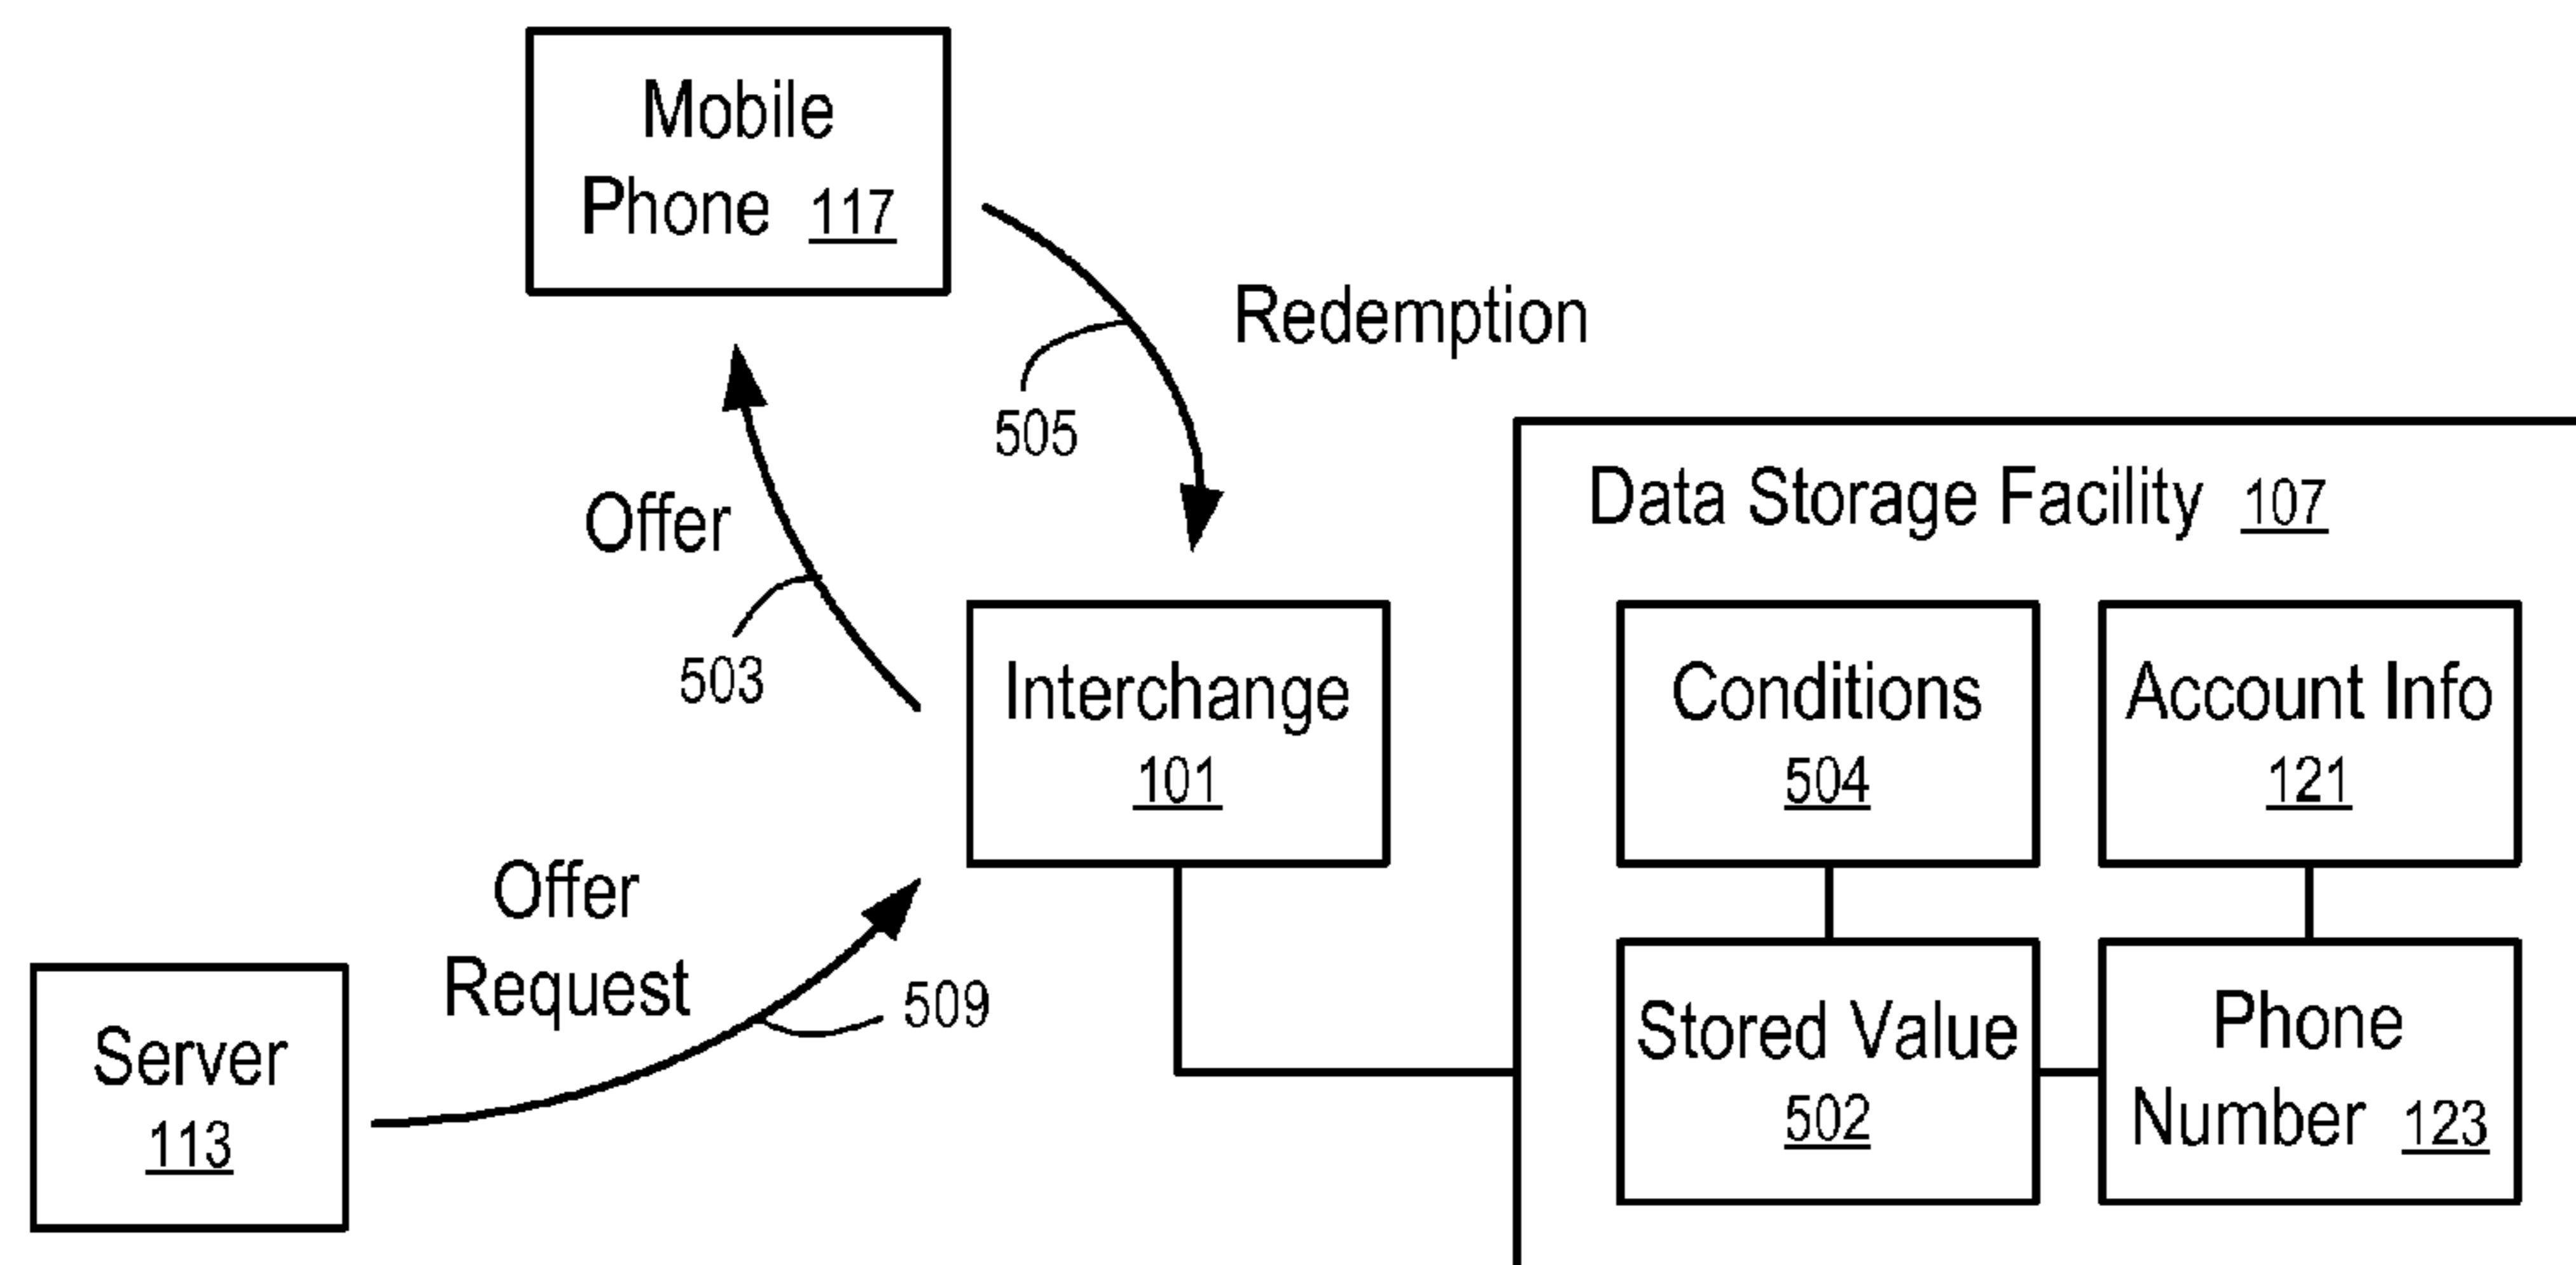 Mobile
Phone 117
Redemption
505
Offer
503
Data Storage Facility 107
Interchange
101
Conditions
504
Account Info
121
Offer
Request
509
Server
113
Stored Value
502
Phone
Number 123